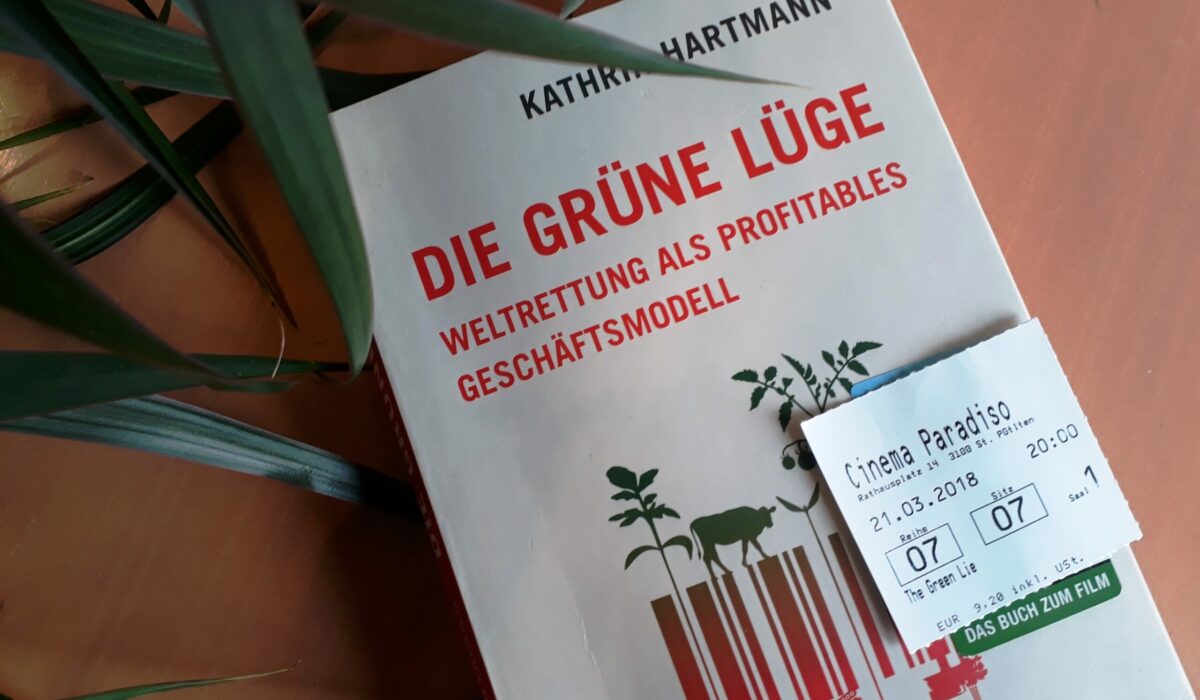 KATHRIN HARTMANN
DIE GRÜNE LÜGE
WELTRETTUNG ALS PROFITABLES
GESCHÄFTSMODELL
Cinema Paradiso
Rathausplatz 14 3100 St. Pölten
21.03.2018 20:00
Reihe Sitz Saal 1
07 07
The Green Lie
EUR 9,20 inkl. USt.
DAS BUCH ZUM FILM